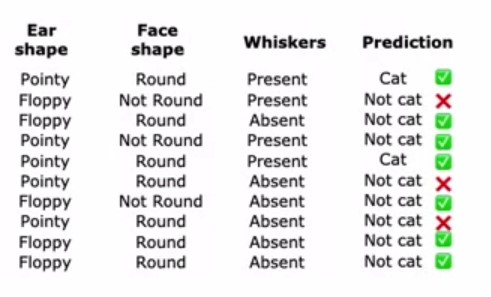 Ear shape Face shape Whiskers Prediction
Pointy Round Present Cat ✅
Floppy Not Round Present Not cat ❌
Floppy Round Absent Not cat ✅
Pointy Not Round Present Not cat ✅
Pointy Round Present Cat ✅
Pointy Round Absent Not cat ❌
Floppy Not Round Absent Not cat ✅
Pointy Round Absent Not cat ❌
Floppy Round Absent Not cat ✅
Floppy Round Absent Not cat ✅